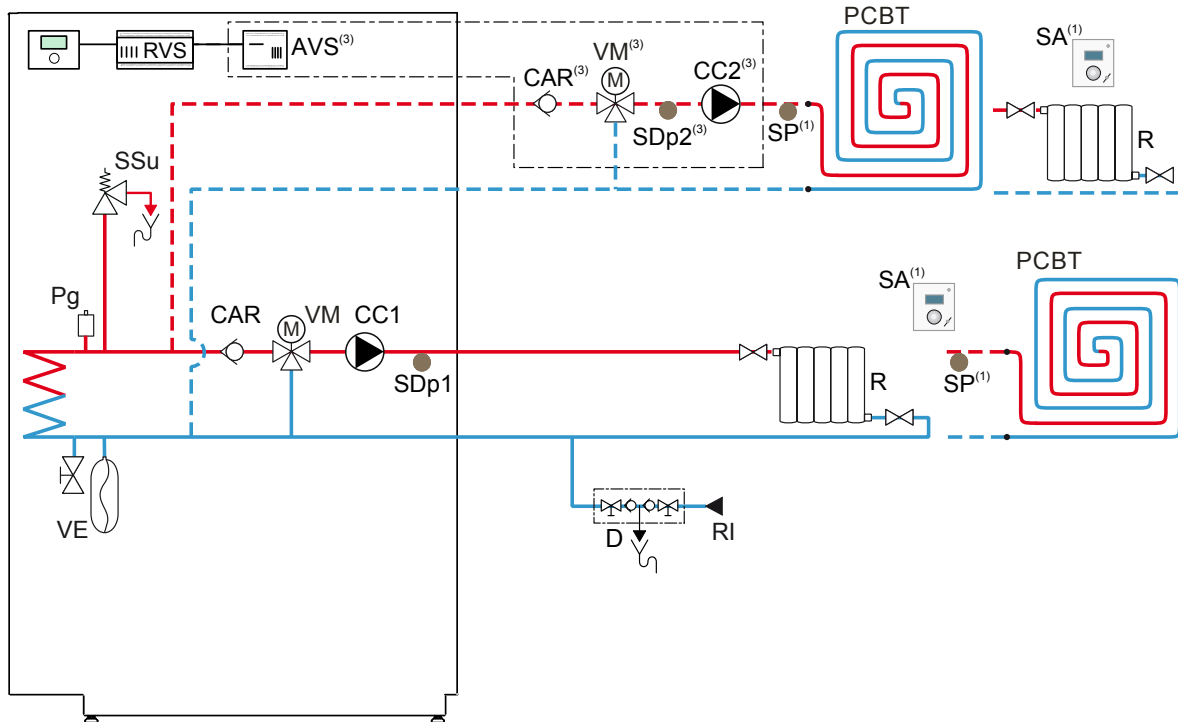 PCBT
SA(1)
RVS
AVS(3)
VM(3)
M
CAR(3)
CC2(3)
SDp2(3)
SP(1)
R
SSu
Pg
CAR
M
VM
CC1
SDp1
SA(1)
PCBT
R
SP(1)
VE
D
RI